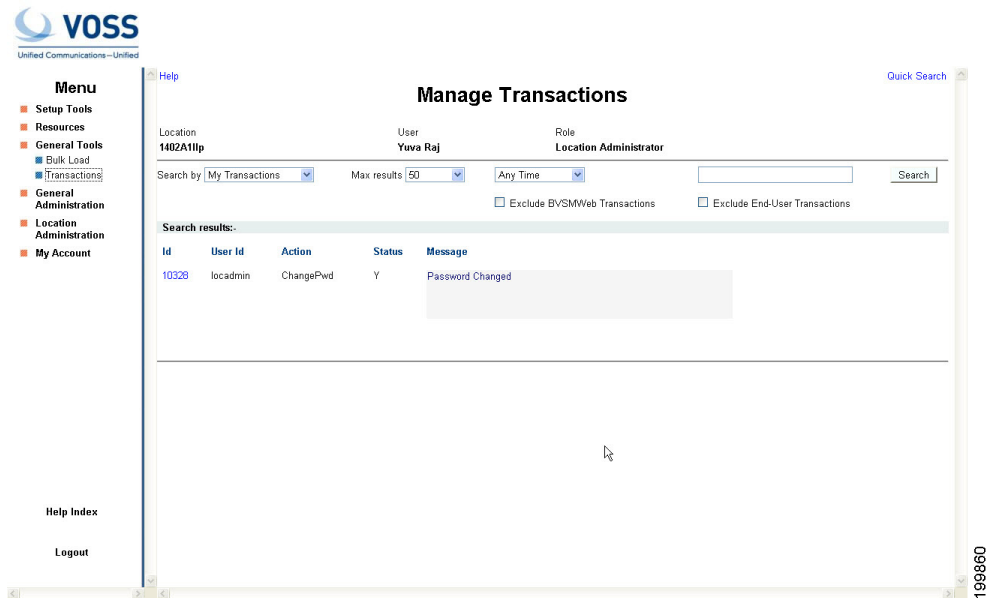 VOSS
Unified Communications—Unified
Menu
Setup Tools
Resources
General Tools
Bulk Load
Transactions
General
Administration
Location
Administration
My Account
Help Index
Logout
Help
Quick Search
Manage Transactions
Location User Role
1402A1llp Yuva Raj Location Administrator
Search by My Transactions Max results 50 Any Time Search
Exclude BVSMWeb Transactions Exclude End-User Transactions
Search results:-
Id User Id Action Status Message
10328 locadmin ChangePwd Y Password Changed
199860